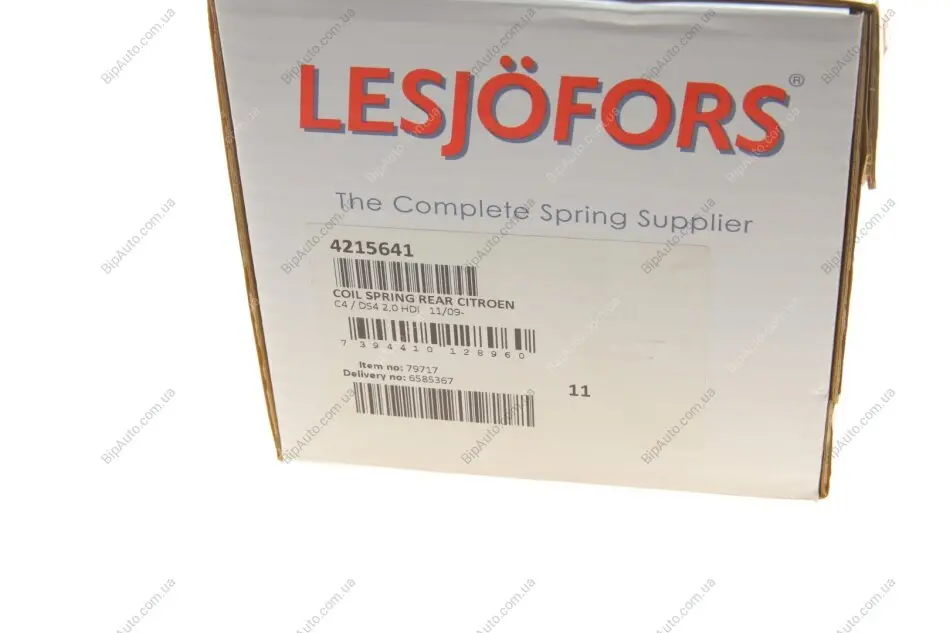 LESJÖFORS®
The Complete Spring Supplier
4215641
COIL SPRING REAR CITROEN
C4 / DS4 2,0 HDI 11/09-
7 394410 128960
Item no: 79717
Delivery no: 6585367
11
BipAuto.com.ua